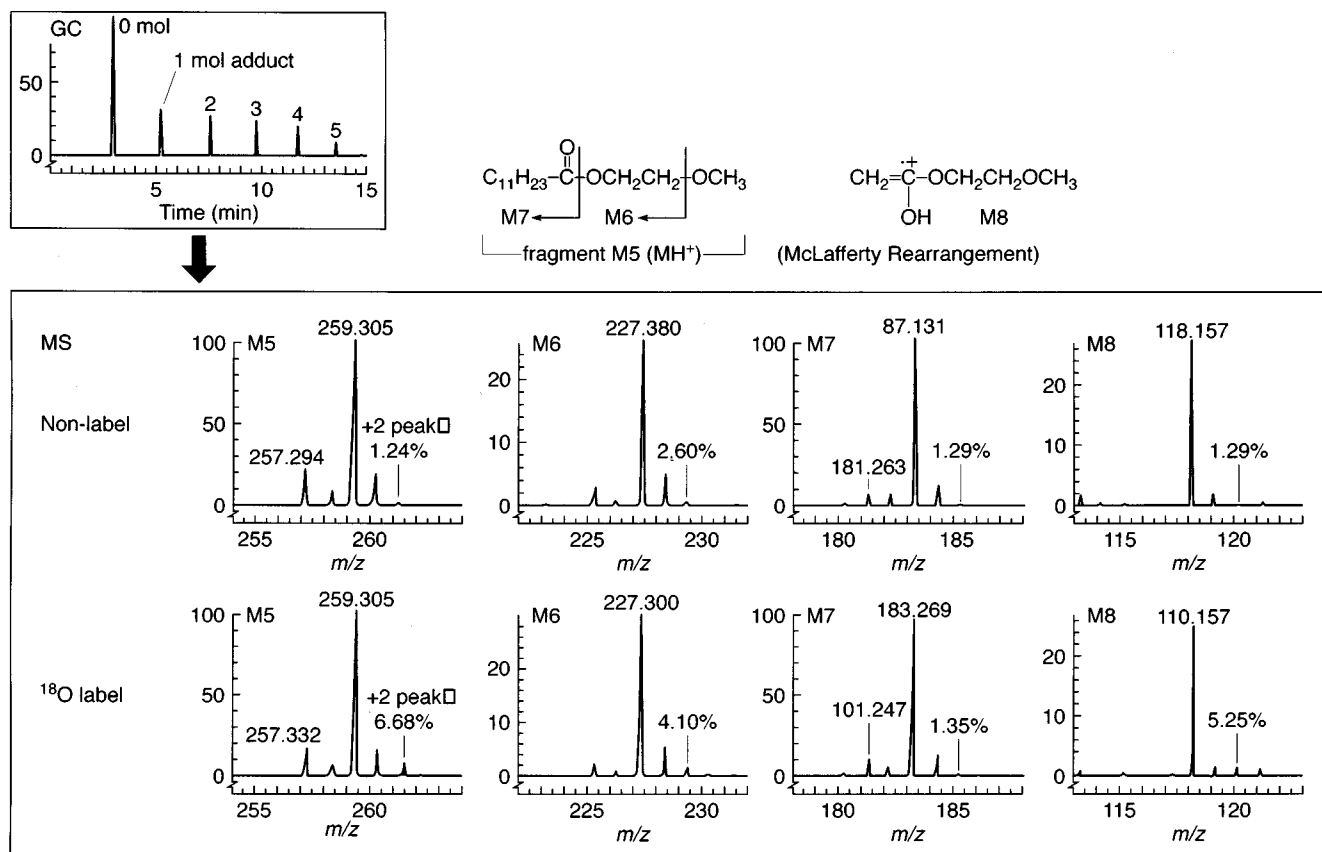 GC
0 mol
1 mol adduct
2
3
4
5
50
0
5
10
15
Time (min)
O
C11H23–C–OCH2CH2–OCH3
M7
M6
fragment M5 (MH+)
·+
CH2=C–OCH2CH2OCH3
OH
M8
(McLafferty Rearrangement)
MS
Non-label
100
M5
259.305
50
257.294
+2 peak□
1.24%
0
255
260
m/z
M6
227.380
20
10
2.60%
0
225
230
m/z
100
M7
87.131
50
181.263
1.29%
0
180
185
m/z
M8
118.157
20
10
1.29%
0
115
120
m/z
18O label
100
M5
259.305
50
257.332
+2 peak□
6.68%
0
255
260
m/z
M6
227.300
20
10
4.10%
0
225
230
m/z
100
M7
183.269
50
101.247
1.35%
0
180
185
m/z
M8
110.157
20
10
5.25%
0
115
120
m/z